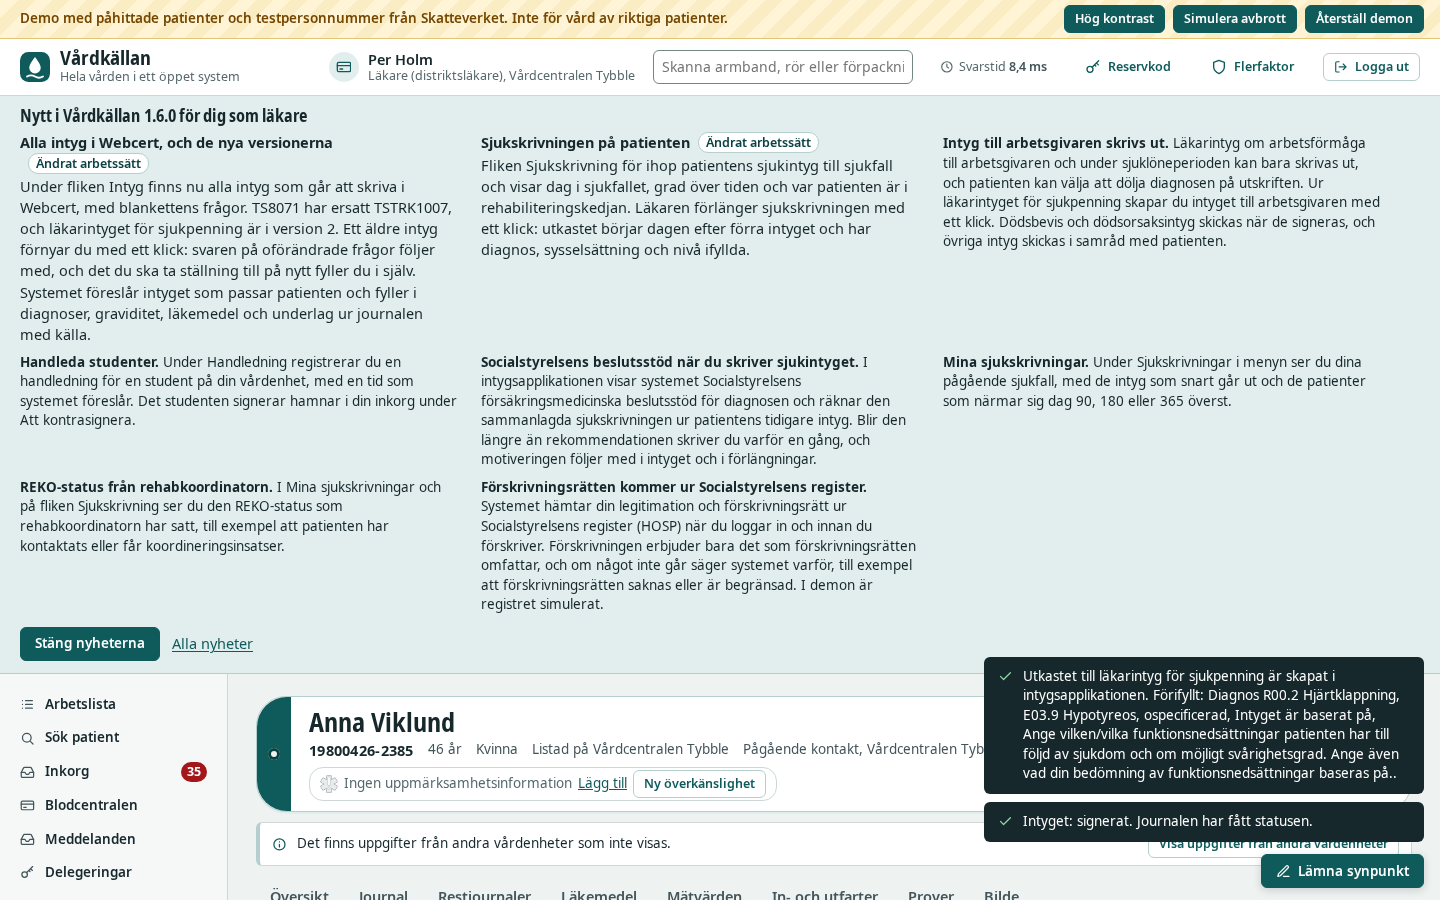 Demo med påhittade patienter och testpersonnummer från Skatteverket. Inte för vård av riktiga patienter.
Hög kontrast
Simulera avbrott
Återställ demon
Vårdkällan
Hela vården i ett öppet system
Per Holm
Läkare (distriktsläkare), Vårdcentralen Tybble
Skanna armband, rör eller förpackni
Svarstid 8,4 ms
Reservkod
Flerfaktor
Logga ut
Nytt i Vårdkällan 1.6.0 för dig som läkare
Alla intyg i Webcert, och de nya versionerna
Ändrat arbetssätt
Under fliken Intyg finns nu alla intyg som går att skriva i
Webcert, med blankettens frågor. TS8071 har ersatt TSTRK1007,
och läkarintyget för sjukpenning är i version 2. Ett äldre intyg
förnyar du med ett klick: svaren på oförändrade frågor följer
med, och det du ska ta ställning till på nytt fyller du i själv.
Systemet föreslår intyget som passar patienten och fyller i
diagnoser, graviditet, läkemedel och underlag ur journalen
med källa.
Sjukskrivningen på patienten
Ändrat arbetssätt
Fliken Sjukskrivning för ihop patientens sjukintyg till sjukfall
och visar dag i sjukfallet, grad över tiden och var patienten är i
rehabiliteringskedjan. Läkaren förlänger sjukskrivningen med
ett klick: utkastet börjar dagen efter förra intyget och har
diagnos, sysselsättning och nivå ifyllda.
Intyg till arbetsgivaren skrivs ut. Läkarintyg om arbetsförmåga
till arbetsgivaren och under sjuklöneperioden kan bara skrivas ut,
och patienten kan välja att dölja diagnosen på utskriften. Ur
läkarintyget för sjukpenning skapar du intyget till arbetsgivaren med
ett klick. Dödsbevis och dödsorsaksintyg skickas när de signeras, och
övriga intyg skickas i samråd med patienten.
Handleda studenter. Under Handledning registrerar du en
handledning för en student på din vårdenhet, med en tid som
systemet föreslår. Det studenten signerar hamnar i din inkorg under
Att kontrasignera.
Socialstyrelsens beslutsstöd när du skriver sjukintyget. I
intygsapplikationen visar systemet Socialstyrelsens
försäkringsmedicinska beslutsstöd för diagnosen och räknar den
sammanlagda sjukskrivningen ur patientens tidigare intyg. Blir den
längre än rekommendationen skriver du varför en gång, och
motiveringen följer med i intyget och i förlängningar.
Mina sjukskrivningar. Under Sjukskrivningar i menyn ser du dina
pågående sjukfall, med de intyg som snart går ut och de patienter
som närmar sig dag 90, 180 eller 365 överst.
REKO-status från rehabkoordinatorn. I Mina sjukskrivningar och
på fliken Sjukskrivning ser du den REKO-status som
rehabkoordinatorn har satt, till exempel att patienten har
kontaktats eller får koordineringsinsatser.
Förskrivningsrätten kommer ur Socialstyrelsens register.
Systemet hämtar din legitimation och förskrivningsrätt ur
Socialstyrelsens register (HOSP) när du loggar in och innan du
förskriver. Förskrivningen erbjuder bara det som förskrivningsrätten
omfattar, och om något inte går säger systemet varför, till exempel
att förskrivningsrätten saknas eller är begränsad. I demon är
registret simulerat.
Stäng nyheterna
Alla nyheter
Arbetslista
Sök patient
Inkorg
35
Blodcentralen
Meddelanden
Delegeringar
Anna Viklund
19800426-2385
46 år
Kvinna
Listad på Vårdcentralen Tybble
Pågående kontakt, Vårdcentralen Tyb
Ingen uppmärksamhetsinformation
Lägg till
Ny överkänslighet
Det finns uppgifter från andra vårdenheter som inte visas.
Visa uppgifter från andra vårdenheter
Översikt
Journal
Restjournaler
Läkemedel
Mätvärden
In- och utfarter
Prover
Bilde
Utkastet till läkarintyg för sjukpenning är skapat i
intygsapplikationen. Förifyllt: Diagnos R00.2 Hjärtklappning,
E03.9 Hypotyreos, ospecificerad, Intyget är baserat på,
Ange vilken/vilka funktionsnedsättningar patienten har till
följd av sjukdom och om möjligt svårighetsgrad. Ange även
vad din bedömning av funktionsnedsättningar baseras på..
Intyget: signerat. Journalen har fått statusen.
Lämna synpunkt